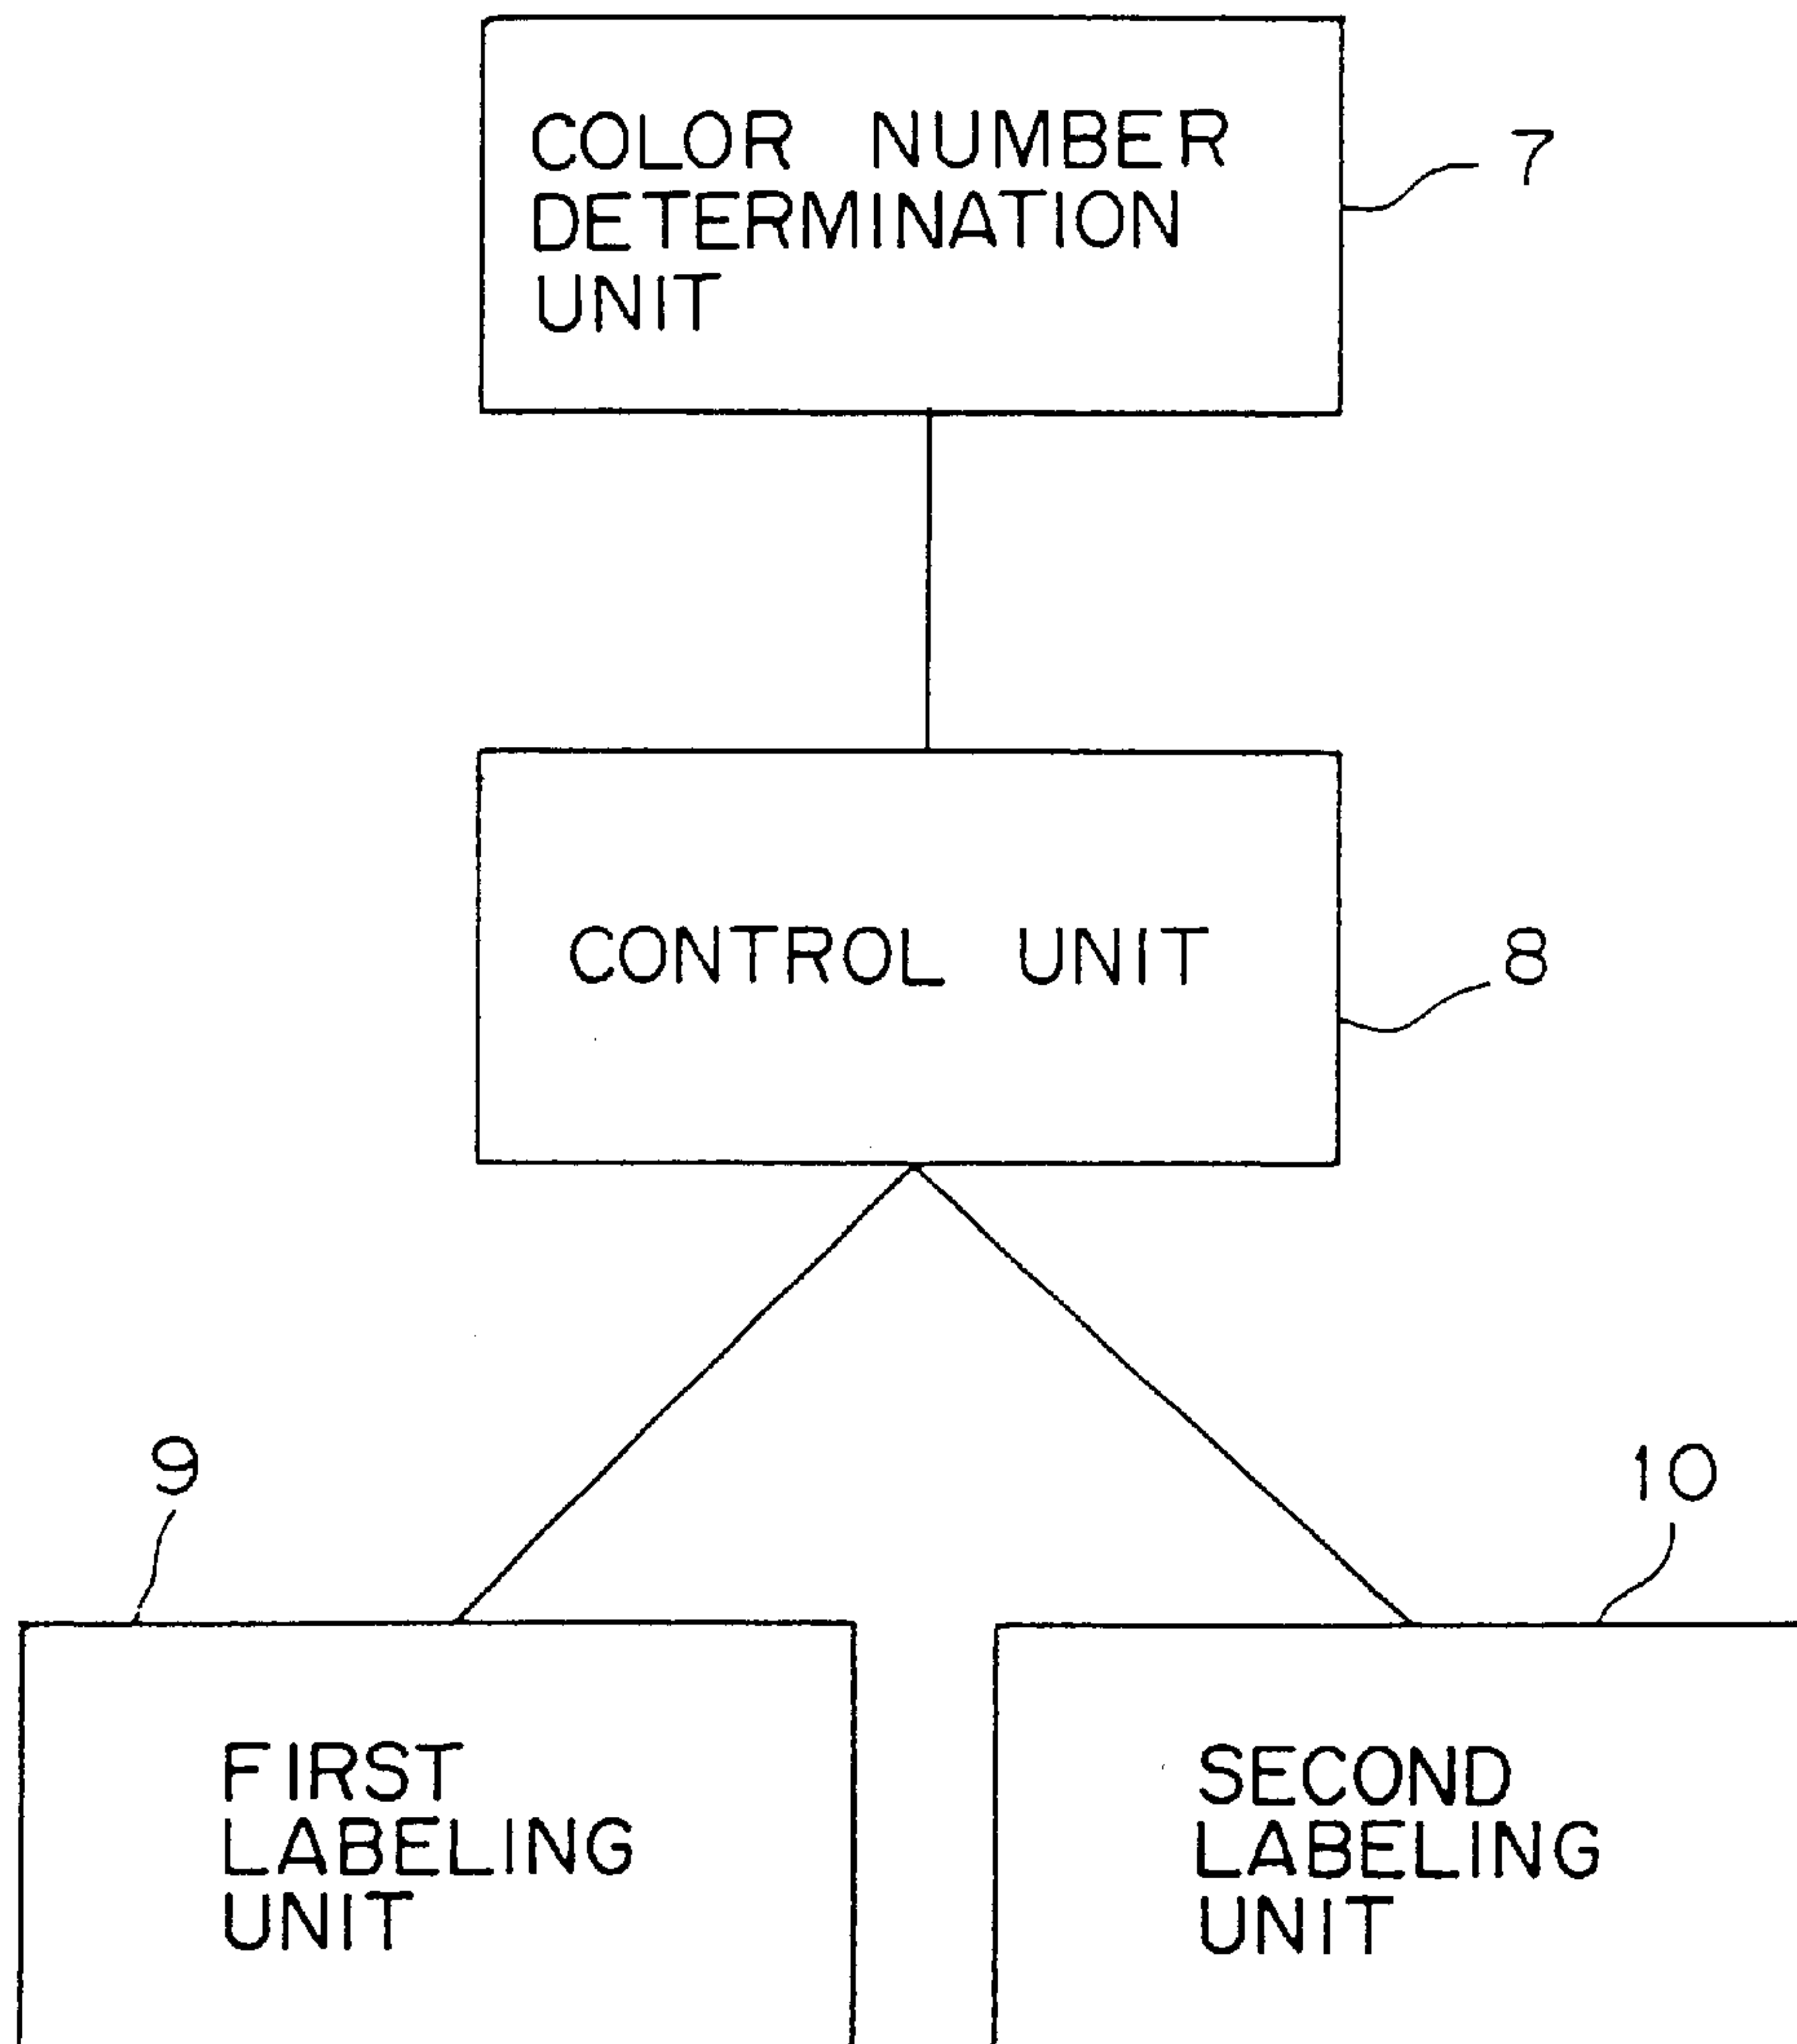 COLOR NUMBER
DETERMINATION
UNIT
7
CONTROL UNIT
8
9
10
FIRST
LABELING
UNIT
SECOND
LABELING
UNIT